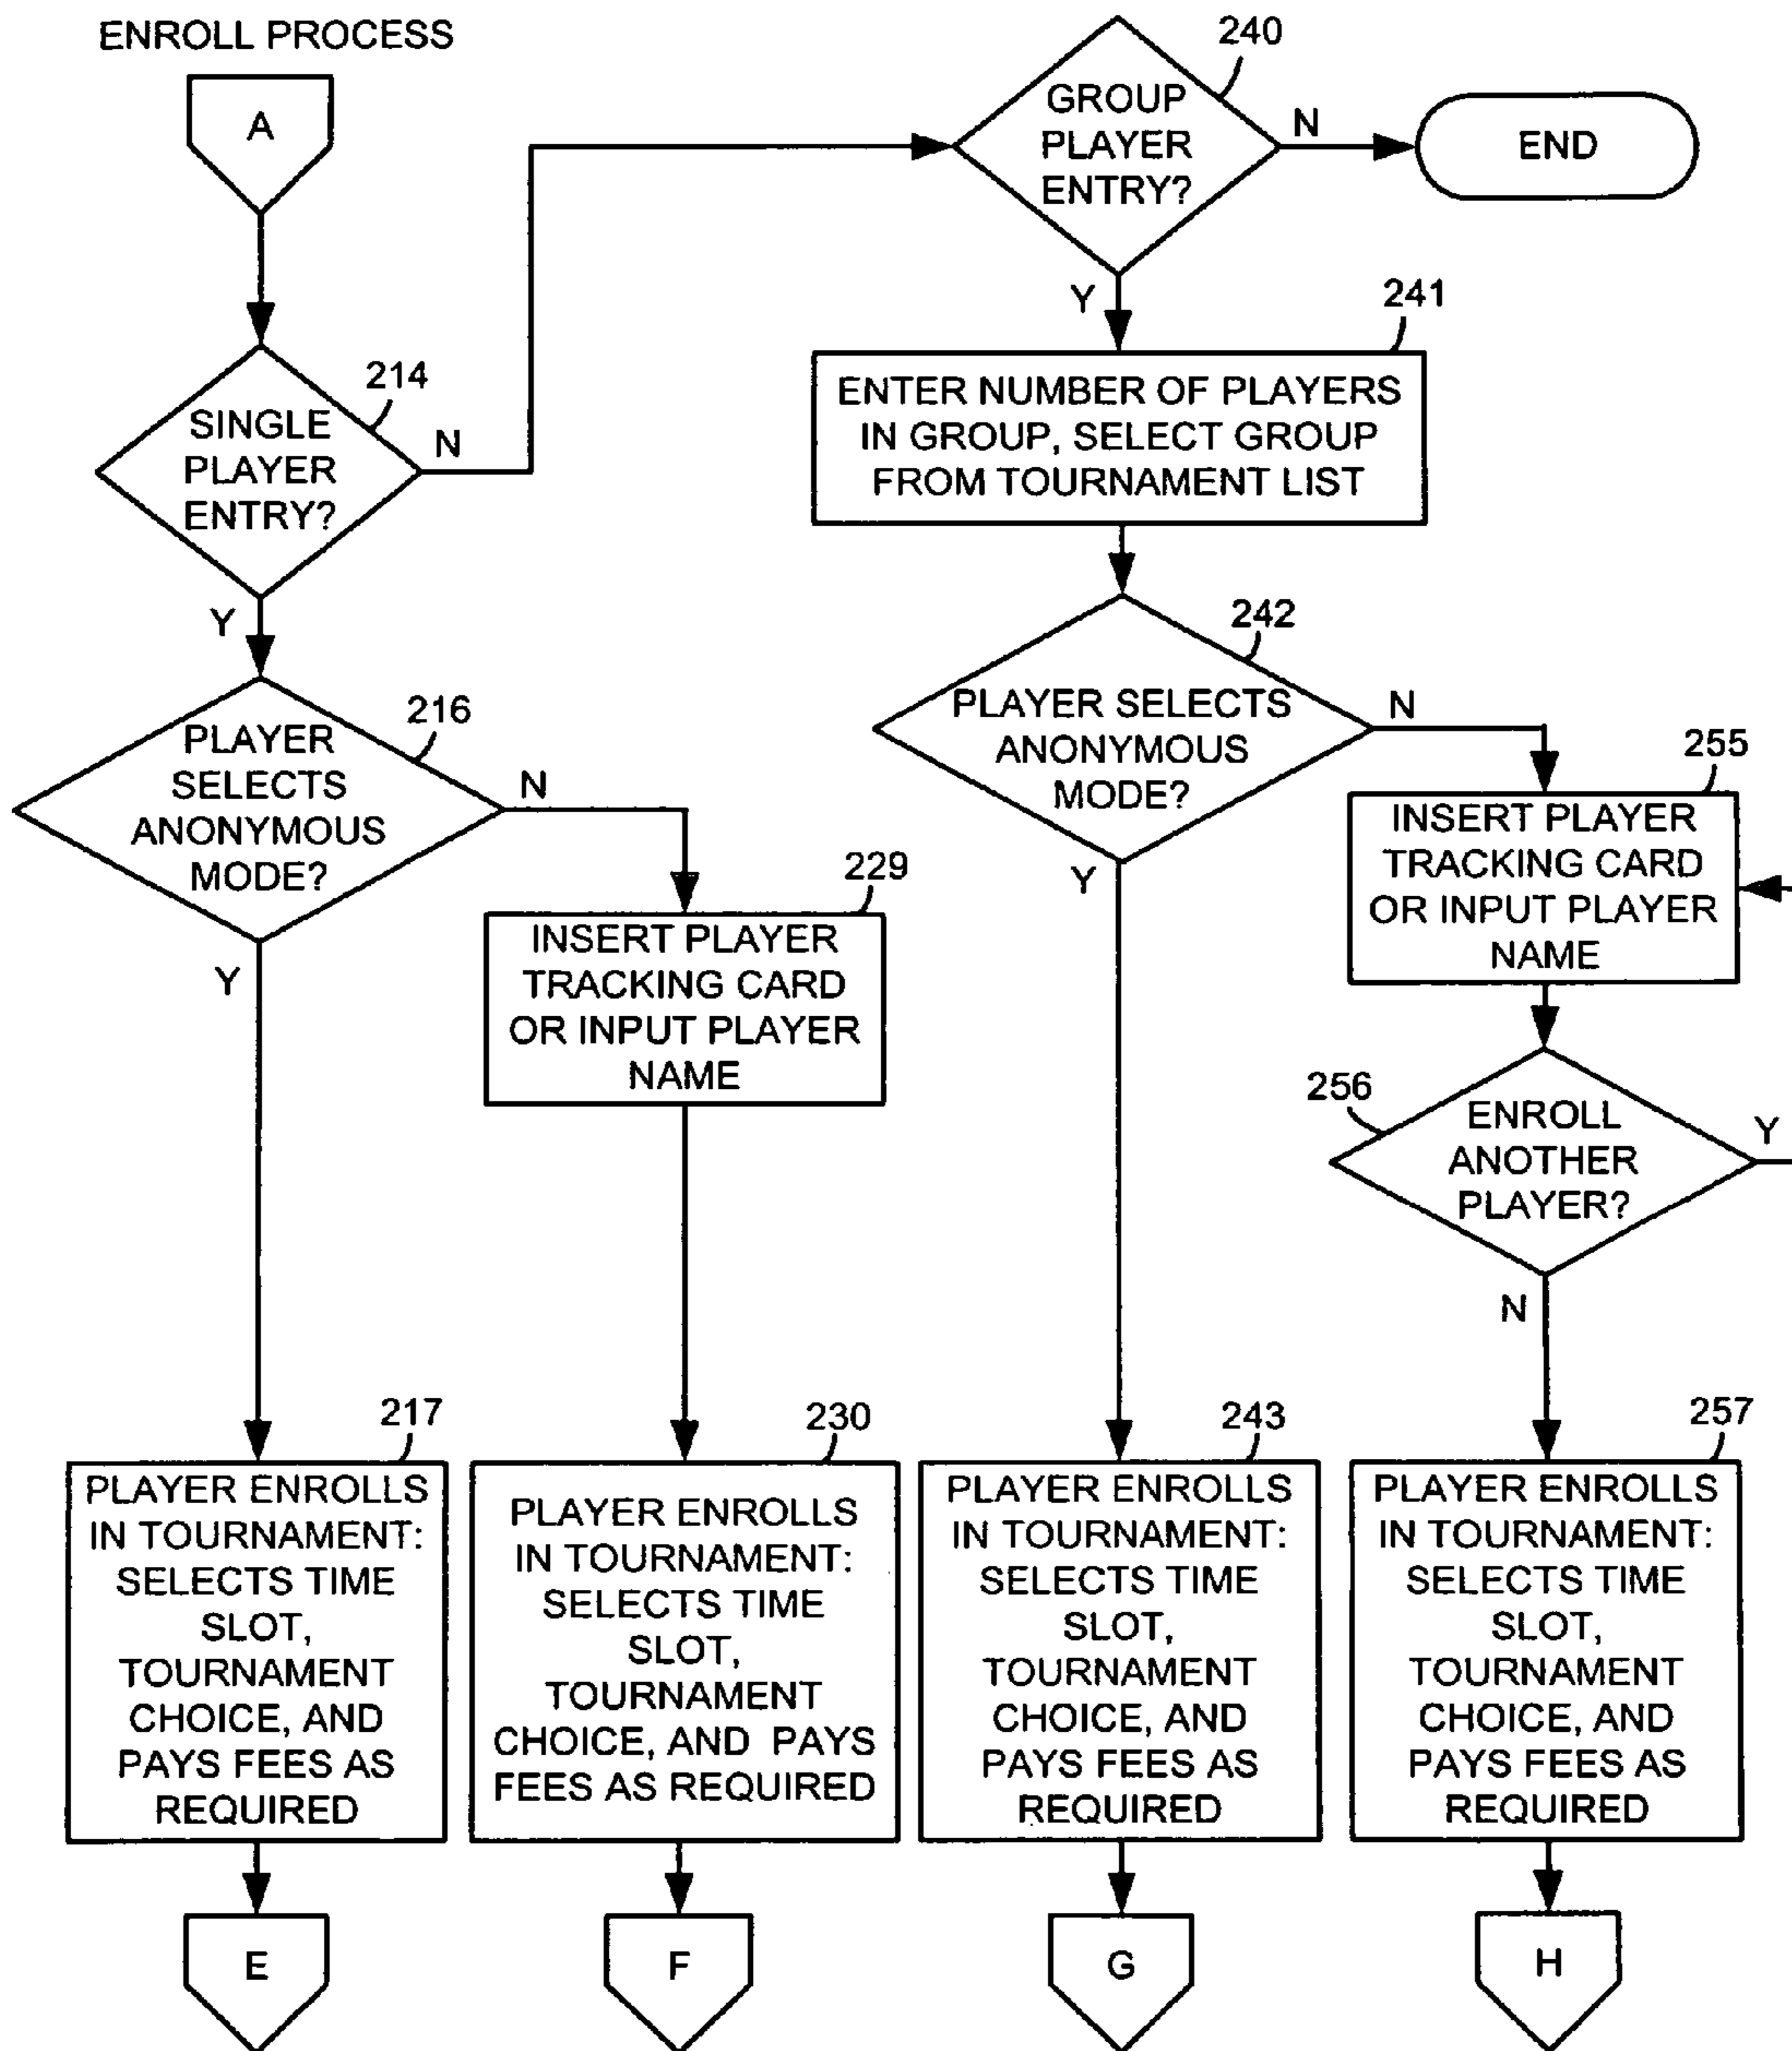 ENROLL PROCESS
A
214
SINGLE
PLAYER
ENTRY?
N
Y
240
GROUP
PLAYER
ENTRY?
N
END
Y
241
ENTER NUMBER OF PLAYERS
IN GROUP, SELECT GROUP
FROM TOURNAMENT LIST
216
PLAYER
SELECTS
ANONYMOUS
MODE?
N
Y
229
INSERT PLAYER
TRACKING CARD
OR INPUT PLAYER
NAME
242
PLAYER SELECTS
ANONYMOUS
MODE?
N
Y
255
INSERT PLAYER
TRACKING CARD
OR INPUT PLAYER
NAME
256
ENROLL
ANOTHER
PLAYER?
Y
N
217
PLAYER ENROLLS
IN TOURNAMENT:
SELECTS TIME
SLOT,
TOURNAMENT
CHOICE, AND
PAYS FEES AS
REQUIRED
230
PLAYER ENROLLS
IN TOURNAMENT:
SELECTS TIME
SLOT,
TOURNAMENT
CHOICE, AND PAYS
FEES AS REQUIRED
243
PLAYER ENROLLS
IN TOURNAMENT:
SELECTS TIME
SLOT,
TOURNAMENT
CHOICE, AND
PAYS FEES AS
REQUIRED
257
PLAYER ENROLLS
IN TOURNAMENT:
SELECTS TIME
SLOT,
TOURNAMENT
CHOICE, AND
PAYS FEES AS
REQUIRED
E
F
G
H